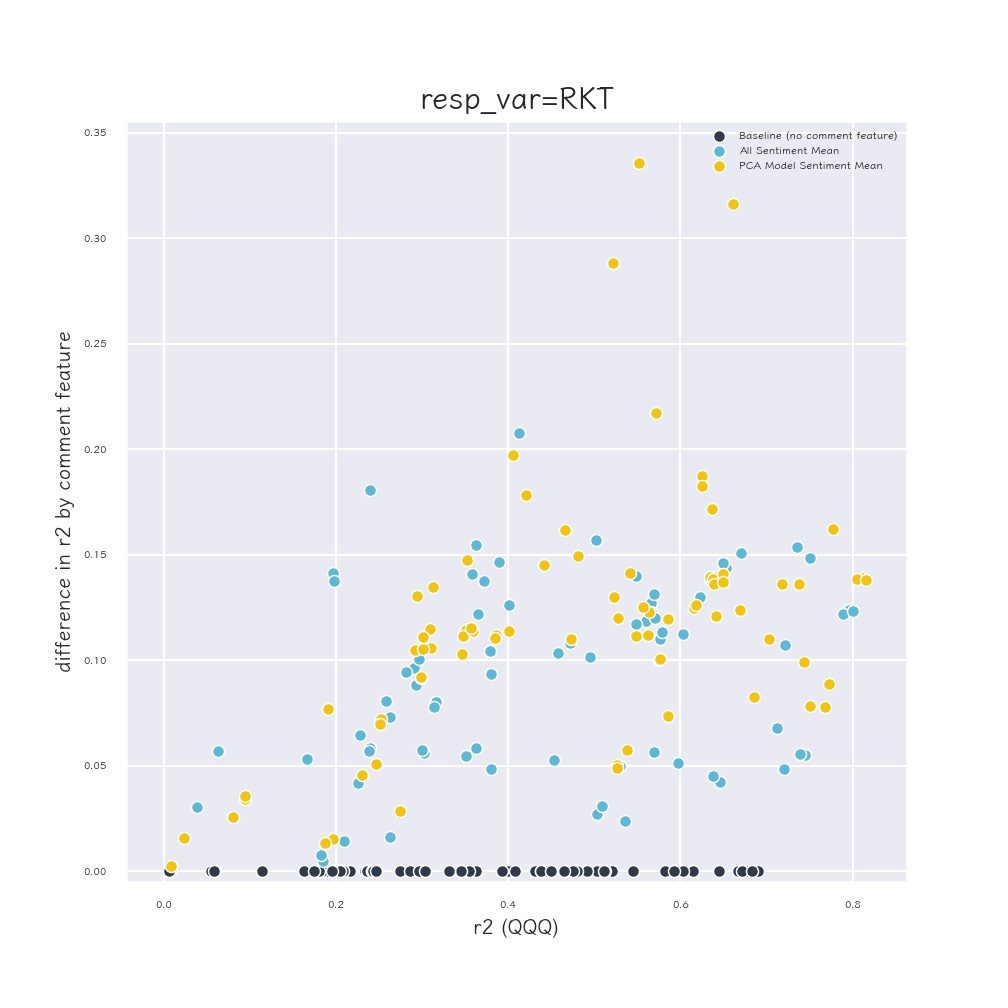 resp_var=RKT
0.35
0.30
0.25
0.20
0.15
0.10
0.05
0.00
difference in r2 by comment feature
Baseline (no comment feature)
All Sentiment Mean
PCA Model Sentiment Mean
0.0
0.2
0.4
0.6
0.8
r2 (QQQ)